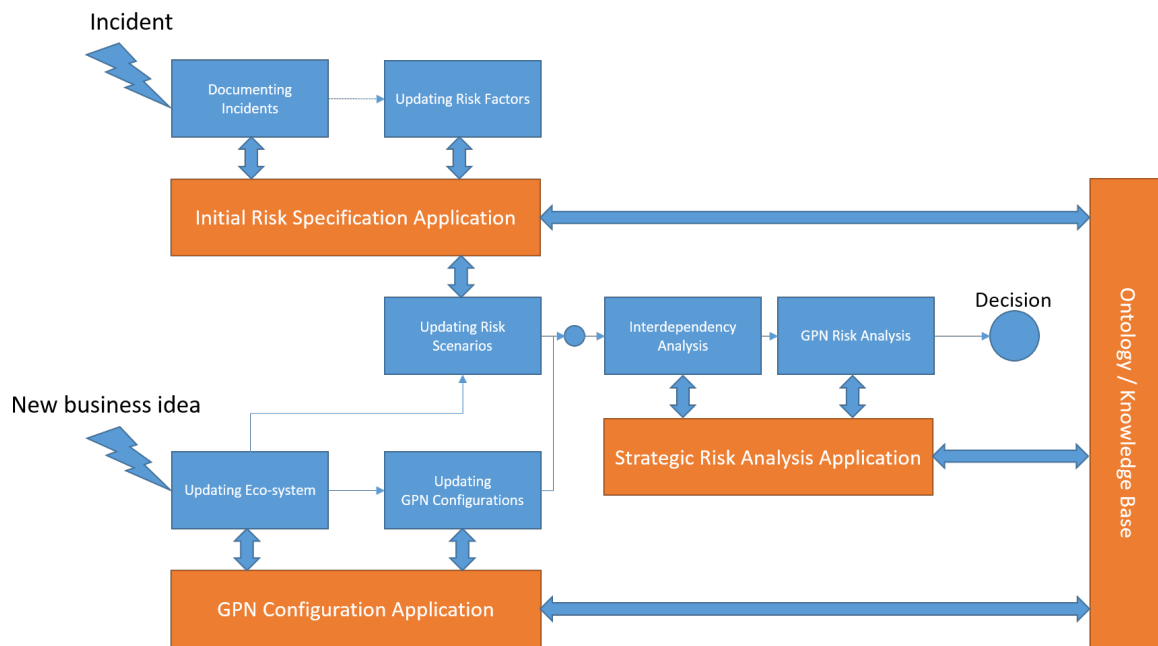 Incident
Documenting
Incidents
Updating Risk Factors
Initial Risk Specification Application
Updating Risk
Scenarios
Interdependency
Analysis
GPN Risk Analysis
Decision
New business idea
Updating Eco-system
Updating
GPN Configurations
Strategic Risk Analysis Application
GPN Configuration Application
Ontology / Knowledge Base